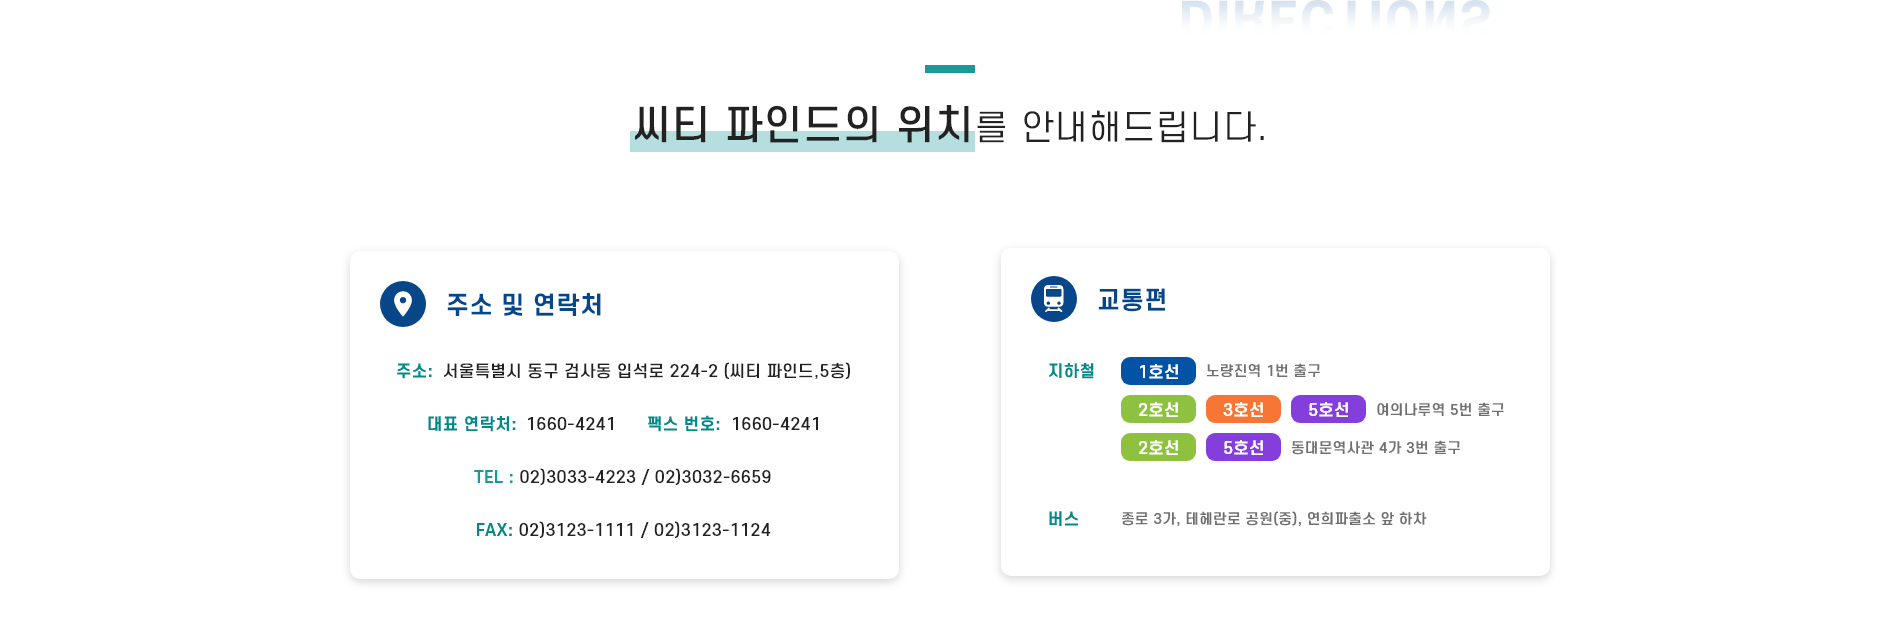 DIRECTIONS
씨티 파인드의 위치를 안내해드립니다.
주소 및 연락처
주소: 서울특별시 동구 검사동 입석로 224-2 (씨티 파인드,5층)
대표 연락처: 1660-4241 팩스 번호: 1660-4241
TEL : 02)3033-4223 / 02)3032-6659
FAX: 02)3123-1111 / 02)3123-1124
교통편
지하철 1호선 노량진역 1번 출구
2호선 3호선 5호선 여의나루역 5번 출구
2호선 5호선 동대문역사관 4가 3번 출구
버스 종로 3가, 테헤란로 공원(중), 연희파출소 앞 하차